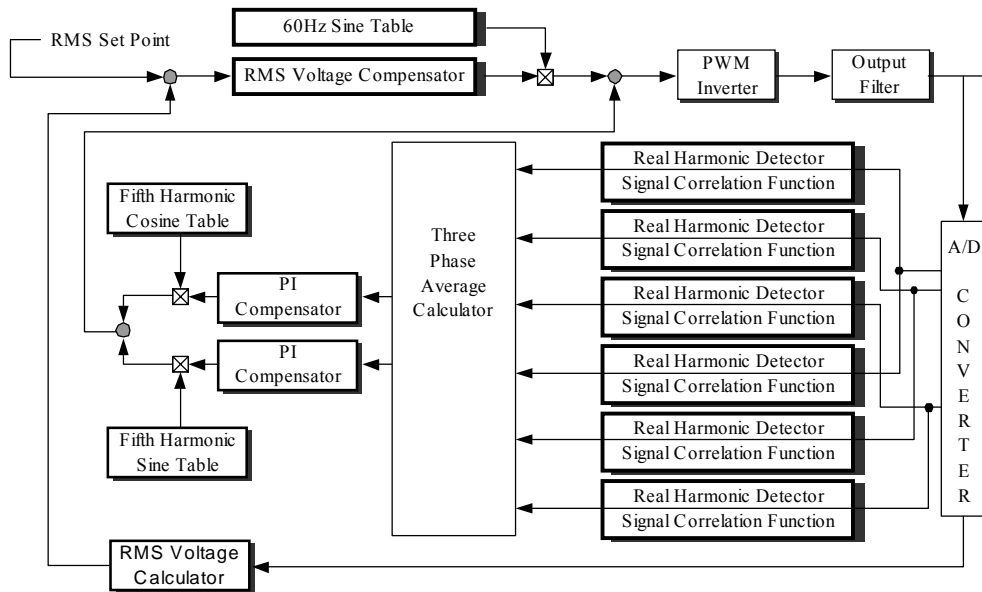 RMS Set Point
60Hz Sine Table
RMS Voltage Compensator
PWM
Inverter
Output
Filter
Real Harmonic Detector
Signal Correlation Function
Real Harmonic Detector
Signal Correlation Function
Real Harmonic Detector
Signal Correlation Function
Real Harmonic Detector
Signal Correlation Function
Real Harmonic Detector
Signal Correlation Function
Real Harmonic Detector
Signal Correlation Function
A/D
CONVERTER
Three
Phase
Average
Calculator
Fifth Harmonic
Cosine Table
PI
Compensator
PI
Compensator
Fifth Harmonic
Sine Table
RMS Voltage
Calculator